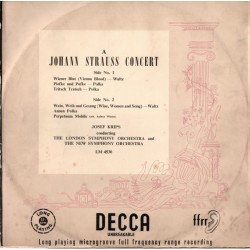 A
JOHANN STRAUSS CONCERT
Side No. 1
Wiener Blut (Vienna Blood) — Waltz
Pizzicato Polka — Polka
Tritsch Tratsch — Polka
Side No. 2
Wein, Weib und Gesang (Wine, Woman and Song) — Waltz
Annen Polka
Perpetuum Mobile
JOSEF KRIPS
conducting
THE LONDON SYMPHONY ORCHESTRA and
THE NEW SYMPHONY ORCHESTRA
LONG
PLAYING
DECCA
UNBREAKABLE
ffrr
Long playing microgroove full frequency range recording